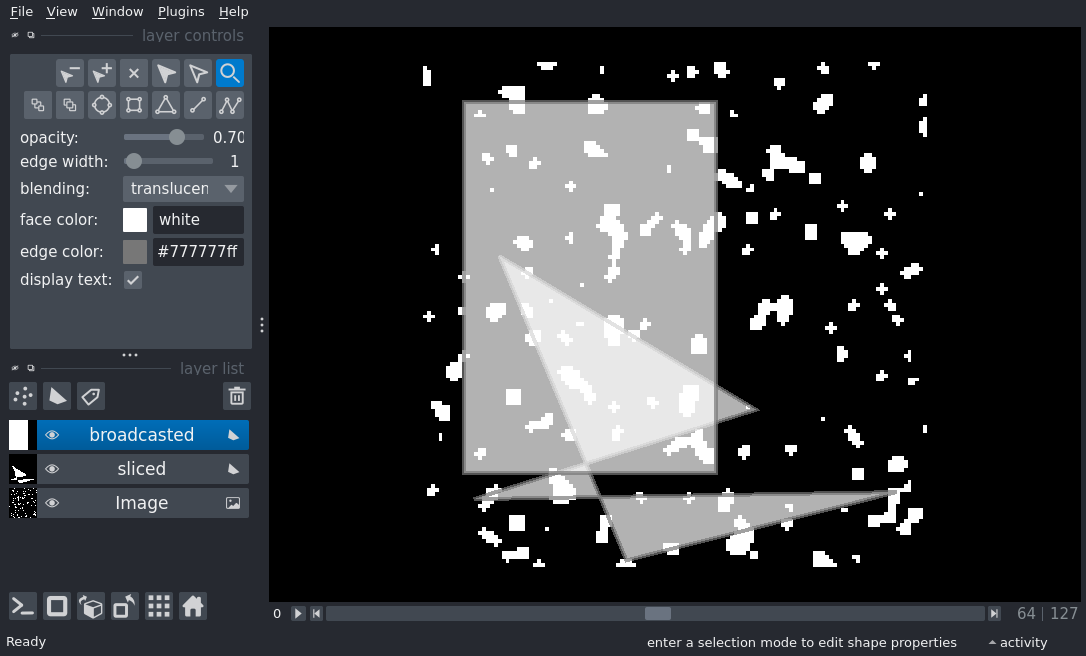 File View Window Plugins Help
layer controls
opacity: 0.70
edge width: 1
blending: translucen
face color: white
edge color: #777777ff
display text:
layer list
broadcasted
sliced
Image
0 64 | 127
Ready enter a selection mode to edit shape properties activity